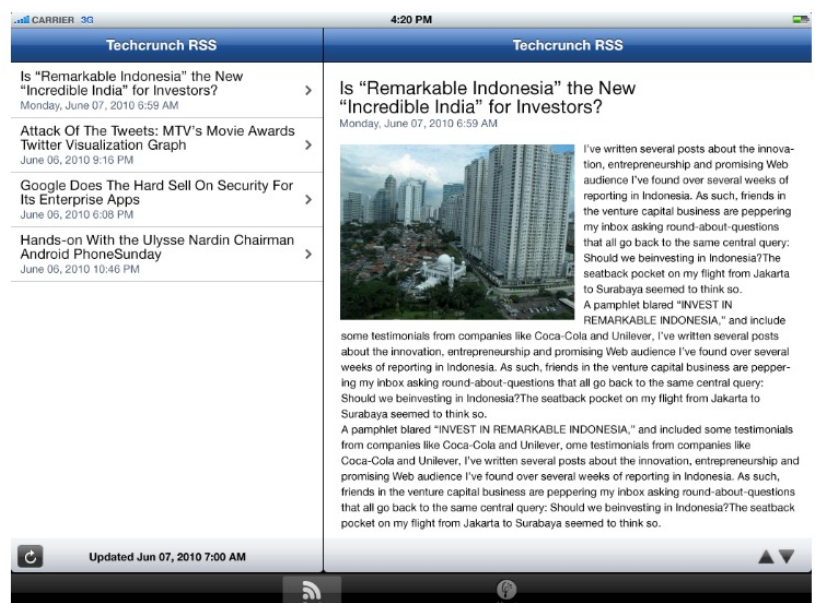 CARRIER 3G
4:20 PM
Techcrunch RSS
Is “Remarkable Indonesia” the New
“Incredible India” for Investors?
Monday, June 07, 2010 6:59 AM
Attack Of The Tweets: MTV's Movie Awards
Twitter Visualization Graph
June 06, 2010 9:16 PM
Google Does The Hard Sell On Security For
Its Enterprise Apps
June 06, 2010 6:08 PM
Hands-on With the Ulysse Nardin Chairman
Android PhoneSunday
June 06, 2010 10:46 PM
Updated Jun 07, 2010 7:00 AM
Techcrunch RSS
Is “Remarkable Indonesia” the New
“Incredible India” for Investors?
Monday, June 07, 2010 6:59 AM
I've written several posts about the innova-
tion, entrepreneurship and promising Web
audience I've found over several weeks of
reporting in Indonesia. As such, friends in
the venture capital business are peppering
my inbox asking round-about-questions
that all go back to the same central query:
Should we beinvesting in Indonesia?The
seatback pocket on my flight from Jakarta
to Surabaya seemed to think so.
A pamphlet blared “INVEST IN
REMARKABLE INDONESIA,” and include
some testimonials from companies like Coca-Cola and Unilever, I've written several posts
about the innovation, entrepreneurship and promising Web audience I've found over several
weeks of reporting in Indonesia. As such, friends in the venture capital business are pepper-
ing my inbox asking round-about-questions that all go back to the same central query:
Should we beinvesting in Indonesia?The seatback pocket on my flight from Jakarta to
Surabaya seemed to think so.
A pamphlet blared “INVEST IN REMARKABLE INDONESIA,” and included some testimonials
from companies like Coca-Cola and Unilever, ome testimonials from companies like
Coca-Cola and Unilever, I've written several posts about the innovation, entrepreneurship and
promising Web audience I've found over several weeks of reporting in Indonesia. As such,
friends in the venture capital business are peppering my inbox asking round-about-questions
that all go back to the same central query: Should we beinvesting in Indonesia?The seatback
pocket on my flight from Jakarta to Surabaya seemed to think so.